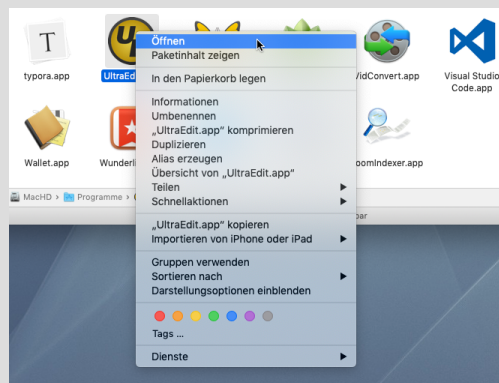 T
UE
typora.app
UltraEd
VidConvert.app
Visual Studio
Code.app
Wallet.app
Wunderli
oomIndexer.app
MacHD › Programme ›
bar
Öffnen
Paketinhalt zeigen
In den Papierkorb legen
Informationen
Umbenennen
„UltraEdit.app“ komprimieren
Duplizieren
Alias erzeugen
Übersicht von „UltraEdit.app“
Teilen
Schnellaktionen
„UltraEdit.app“ kopieren
Importieren von iPhone oder iPad
Gruppen verwenden
Sortieren nach
Darstellungsoptionen einblenden
Tags ...
Dienste